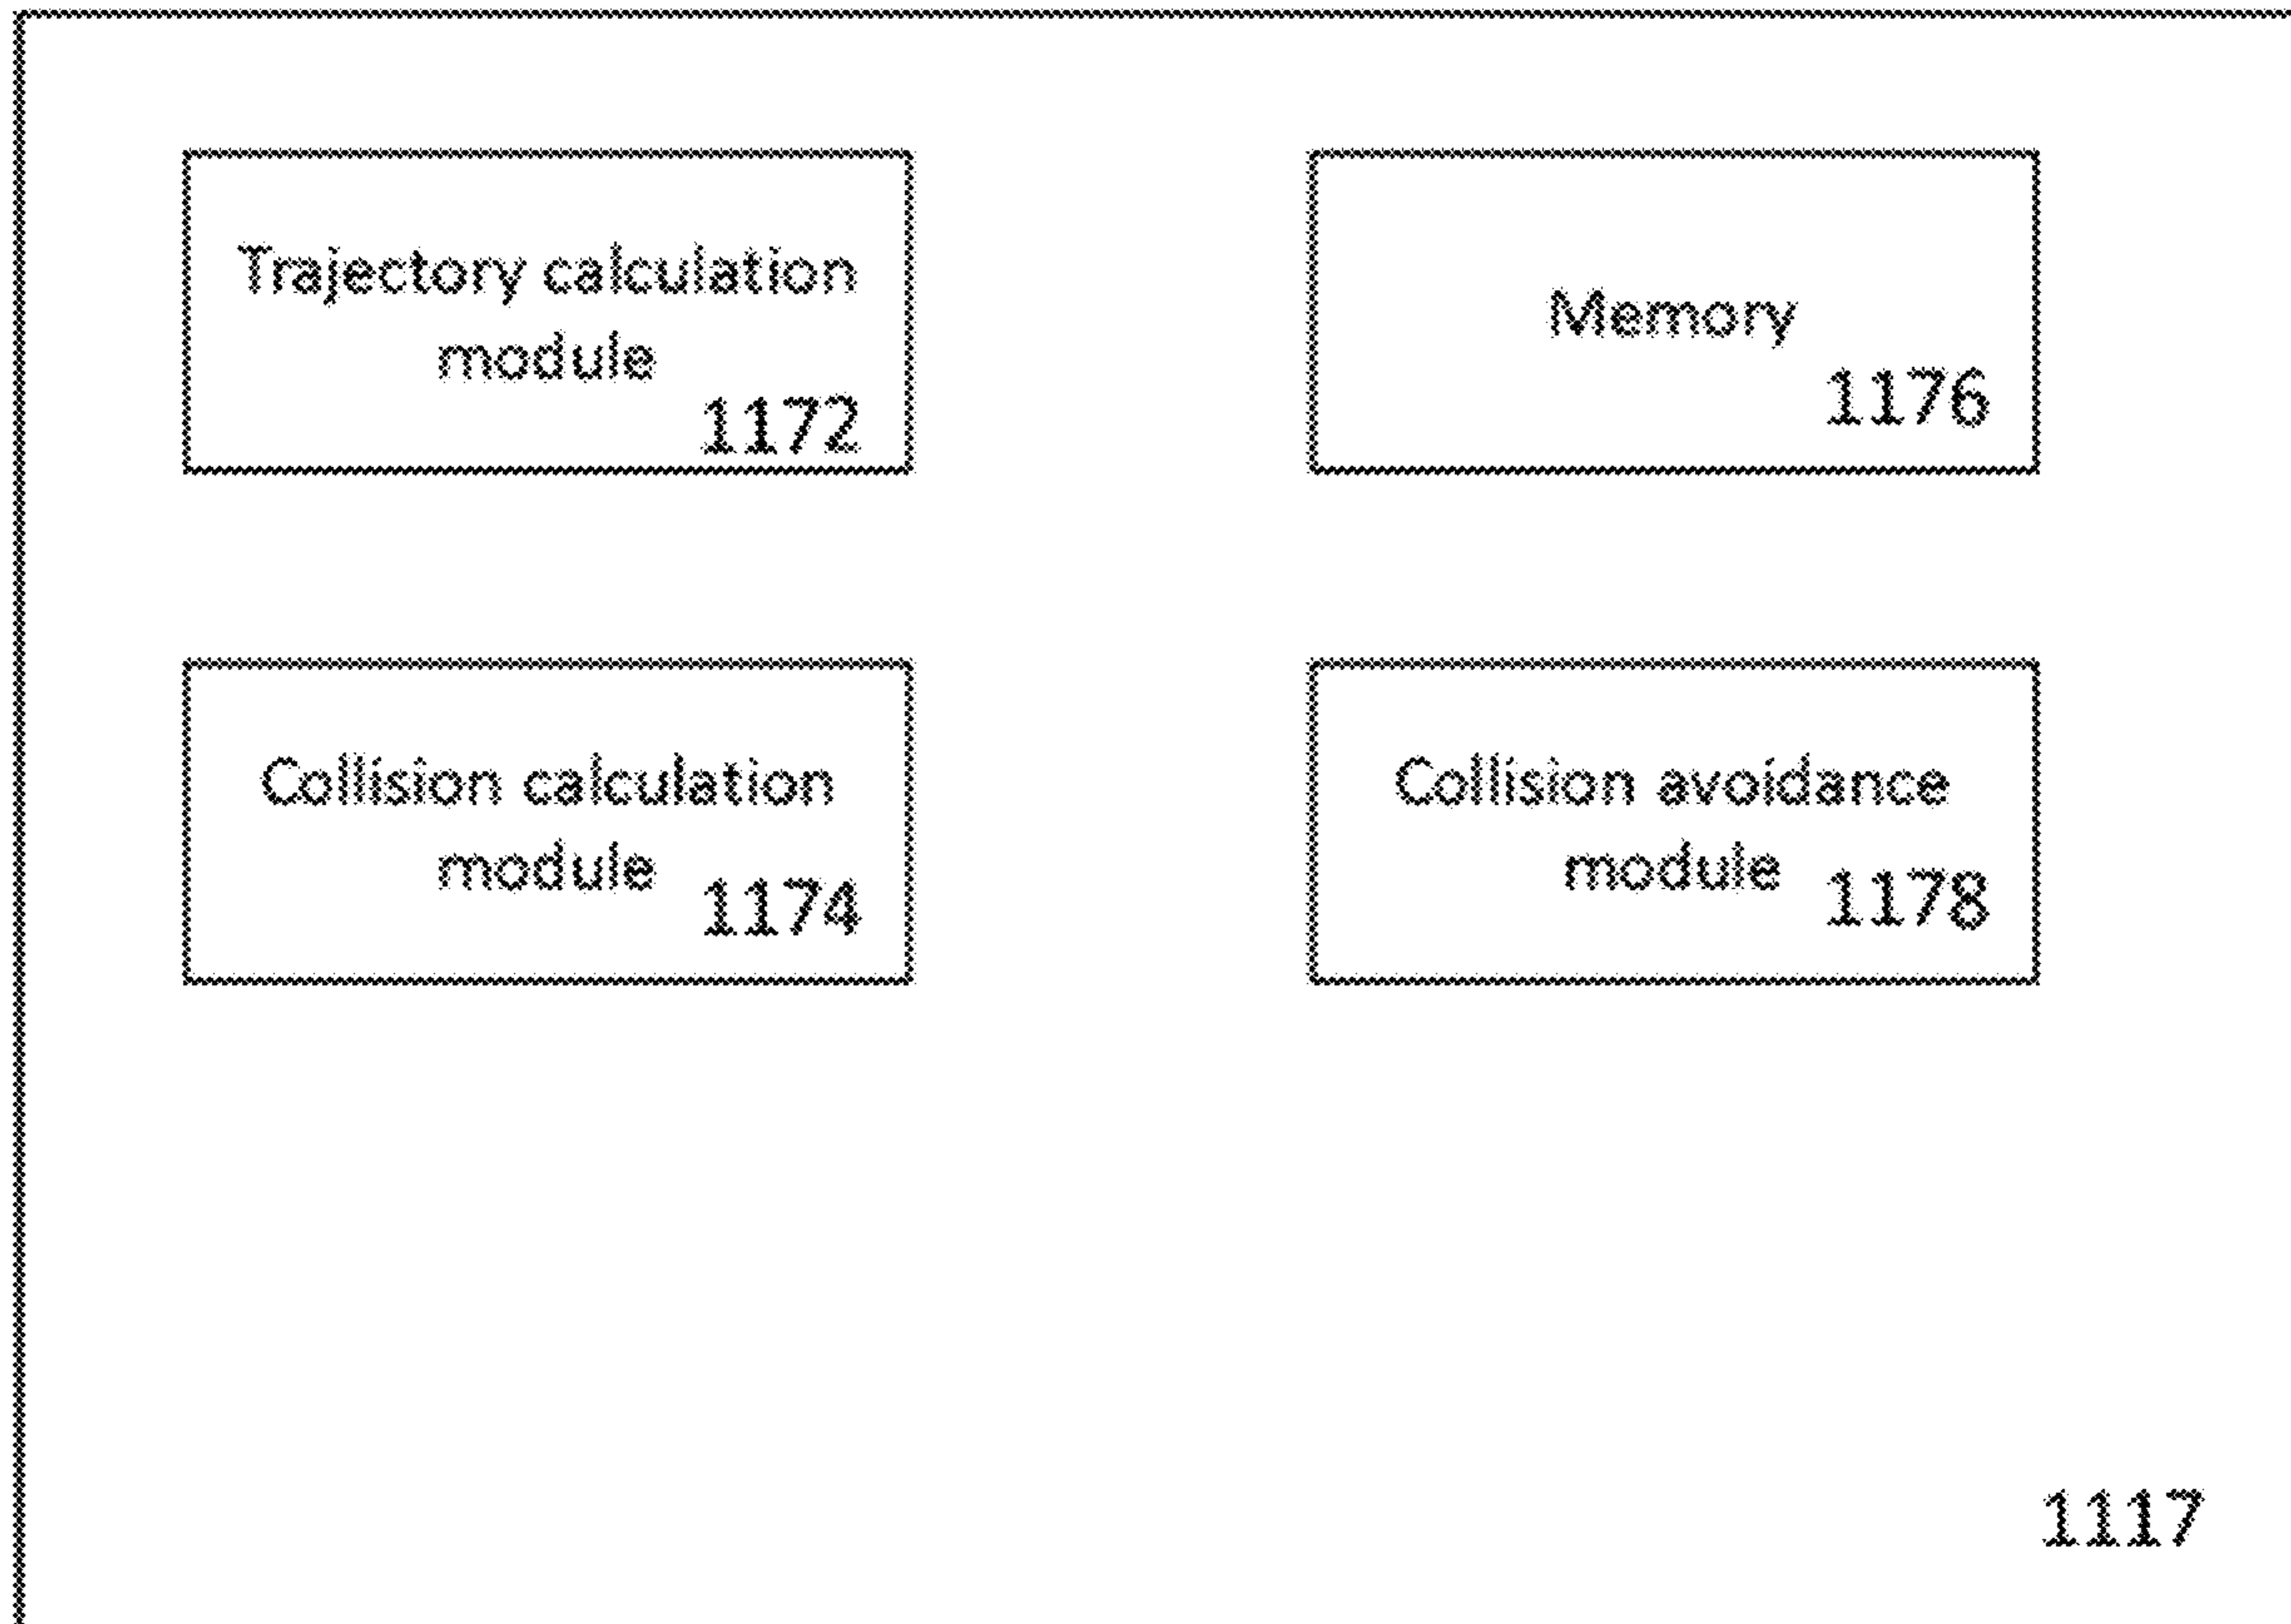 Trajectory calculation
module
1172
Memory
1176
Collision calculation
module
1174
Collision avoidance
module
1178
1117